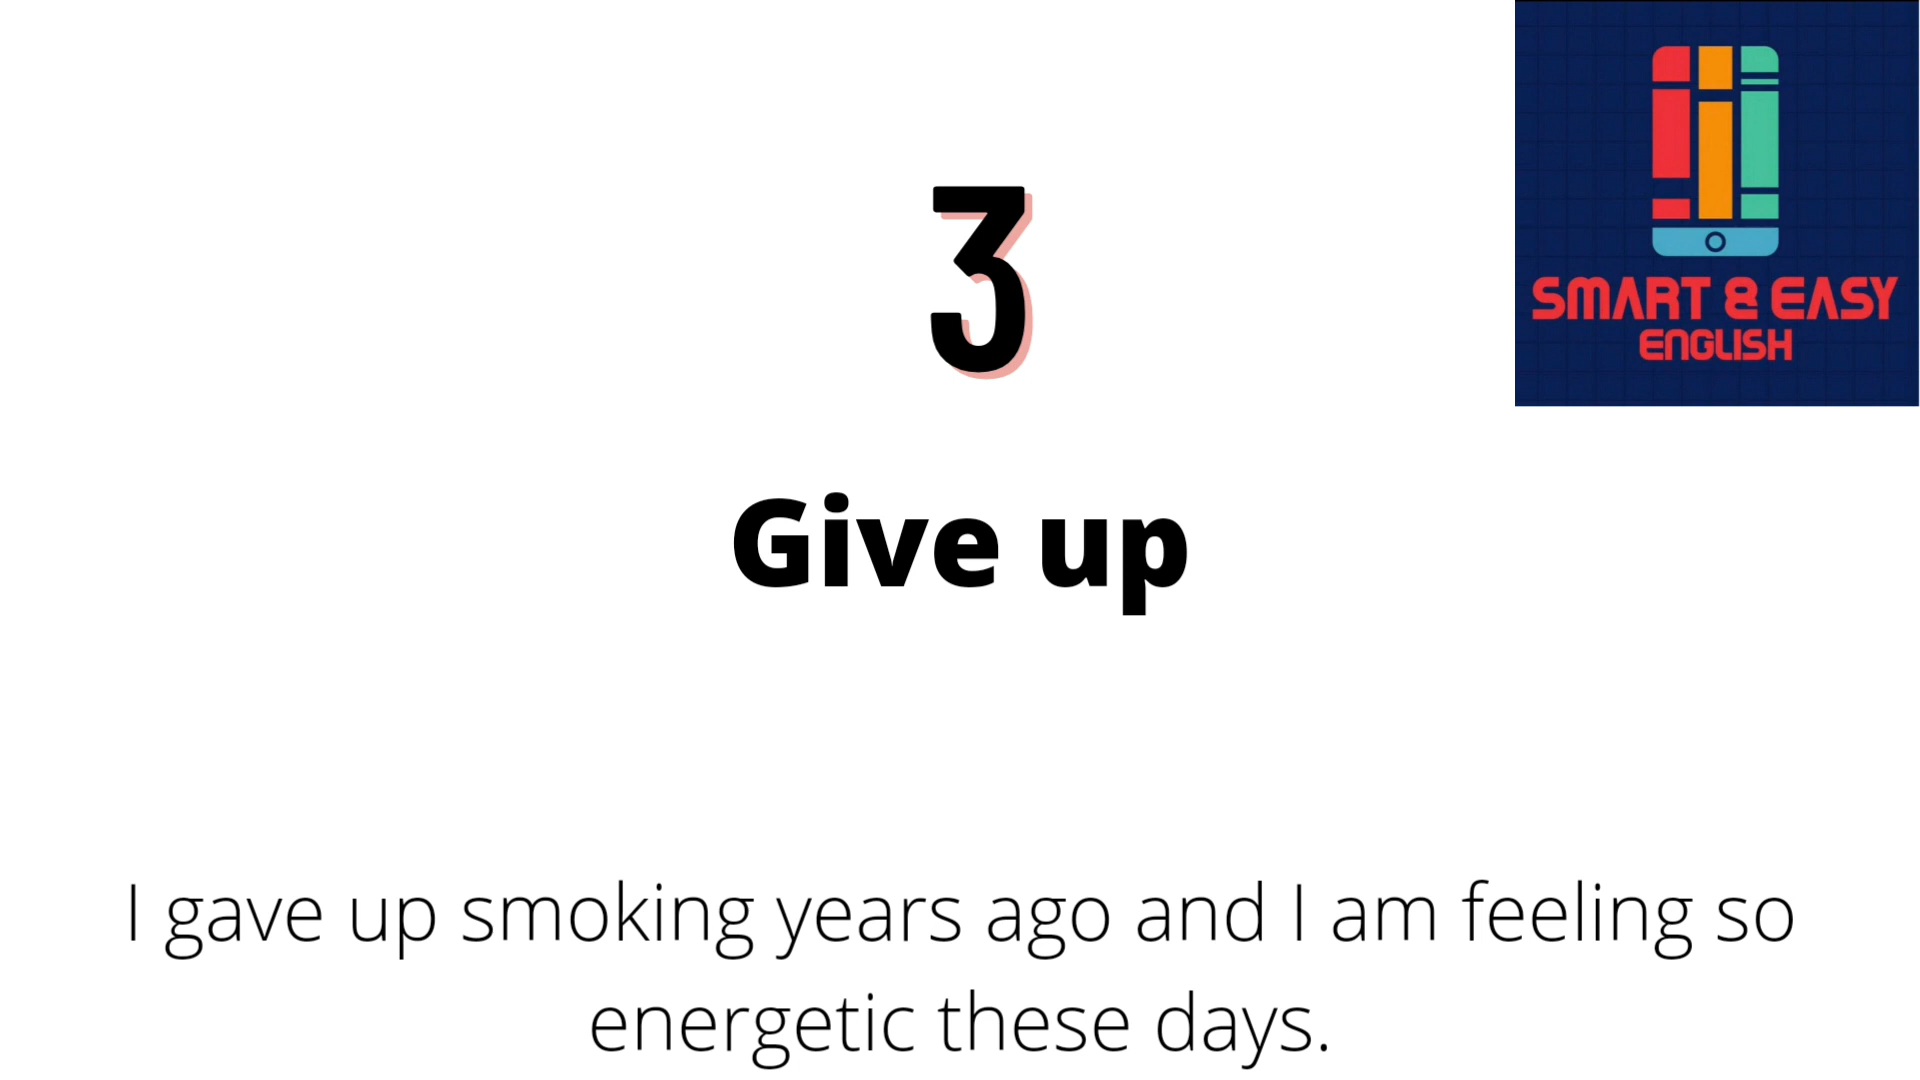 SMART & EASY
ENGLISH
3
Give up
I gave up smoking years ago and I am feeling so
energetic these days.